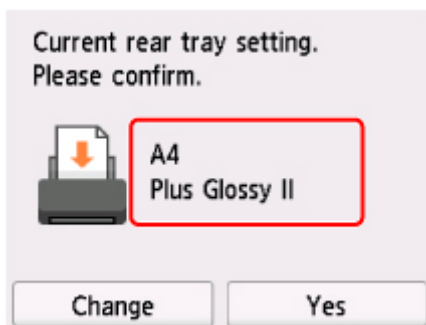 Current rear tray setting.
Please confirm.
A4
Plus Glossy II
Change
Yes